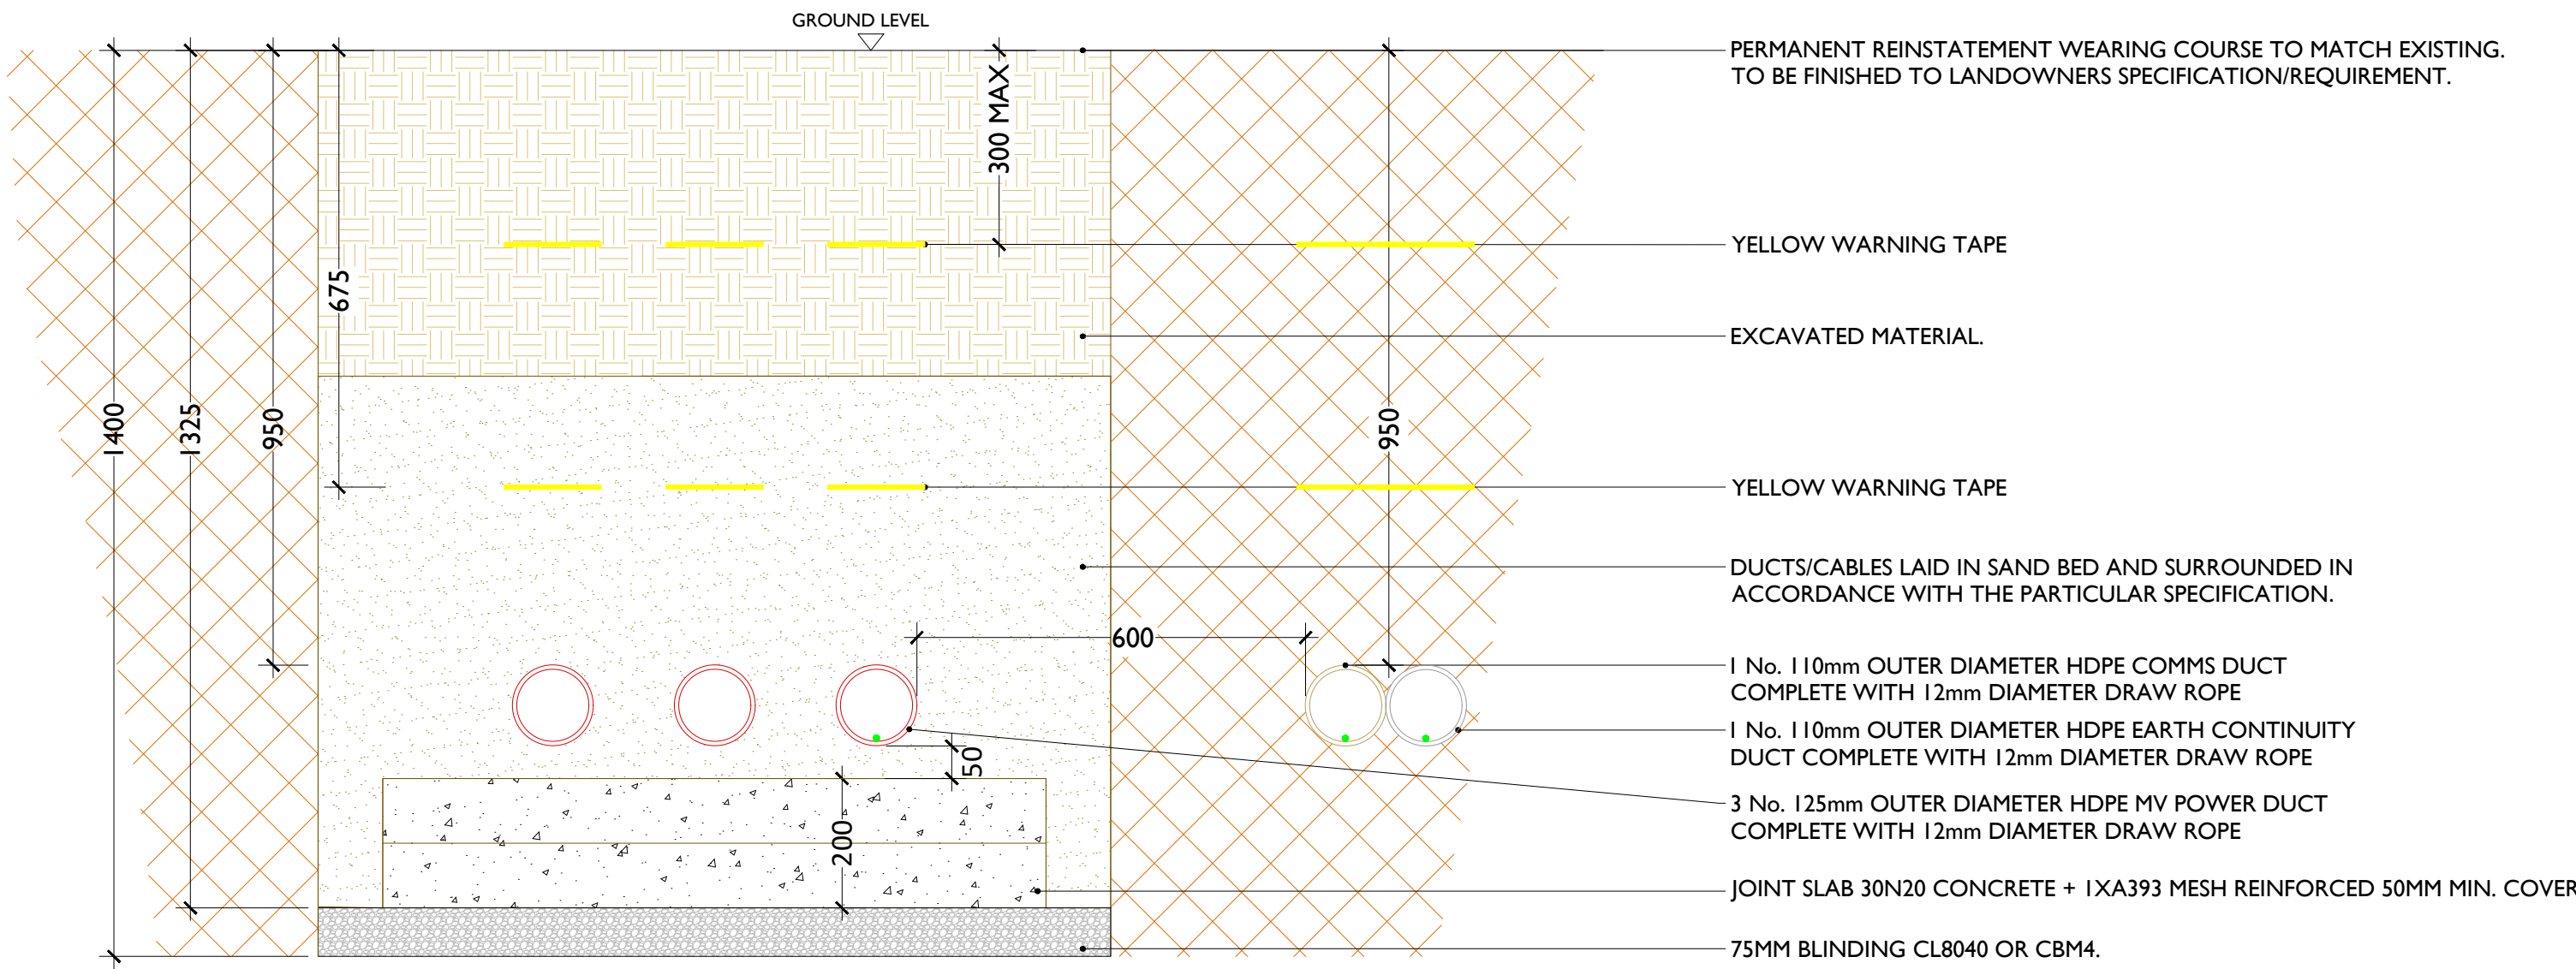 GROUND LEVEL
PERMANENT REINSTATEMENT WEARING COURSE TO MATCH EXISTING.
TO BE FINISHED TO LANDOWNERS SPECIFICATION/REQUIREMENT.
300 MAX
YELLOW WARNING TAPE
675
EXCAVATED MATERIAL.
1400
1325
950
950
YELLOW WARNING TAPE
DUCTS/CABLES LAID IN SAND BED AND SURROUNDED IN
ACCORDANCE WITH THE PARTICULAR SPECIFICATION.
600
1 No. 110mm OUTER DIAMETER HDPE COMMS DUCT
COMPLETE WITH 12mm DIAMETER DRAW ROPE
1 No. 110mm OUTER DIAMETER HDPE EARTH CONTINUITY
DUCT COMPLETE WITH 12mm DIAMETER DRAW ROPE
50
3 No. 125mm OUTER DIAMETER HDPE MV POWER DUCT
COMPLETE WITH 12mm DIAMETER DRAW ROPE
200
JOINT SLAB 30N20 CONCRETE + 1XA393 MESH REINFORCED 50MM MIN. COVER
75MM BLINDING CL8040 OR CBM4.